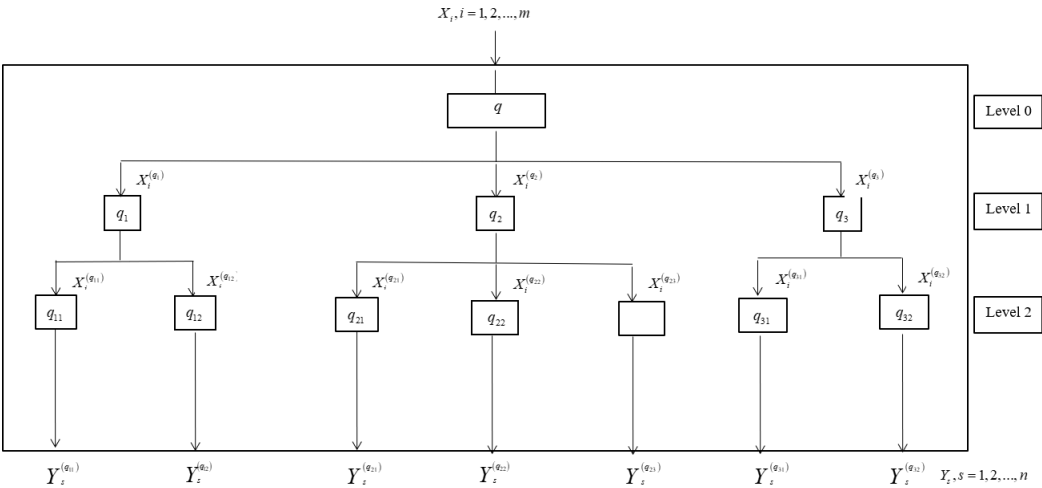 X_i, i = 1, 2, ..., m
q
Level 0
X_i^(q_1) X_i^(q_2) X_i^(q_3)
q_1 q_2 q_3
Level 1
X_i^(q_11) X_i^(q_12) X_i^(q_21) X_i^(q_22) X_i^(q_23) X_i^(q_31) X_i^(q_32)
q_11 q_12 q_21 q_22 q_31 q_32
Level 2
Y_s^(q_11) Y_s^(q_12) Y_s^(q_21) Y_s^(q_22) Y_s^(q_23) Y_s^(q_31) Y_s^(q_32) Y_s, s = 1, 2, ..., n